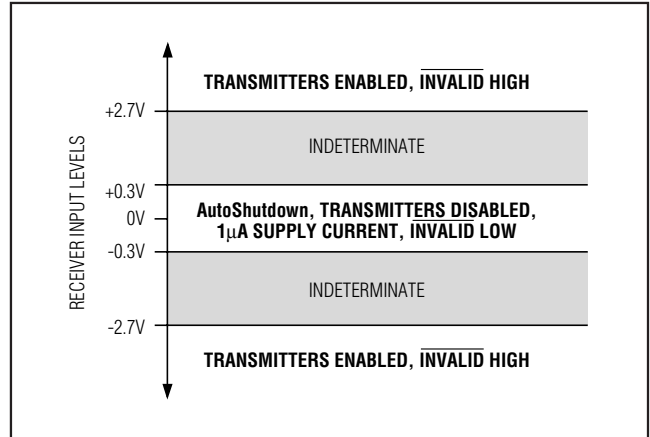 TRANSMITTERS ENABLED, INVALID HIGH
+2.7V
INDETERMINATE
+0.3V
AutoShutdown, TRANSMITTERS DISABLED,
0V
1µA SUPPLY CURRENT, INVALID LOW
-0.3V
INDETERMINATE
-2.7V
TRANSMITTERS ENABLED, INVALID HIGH
RECEIVER INPUT LEVELS